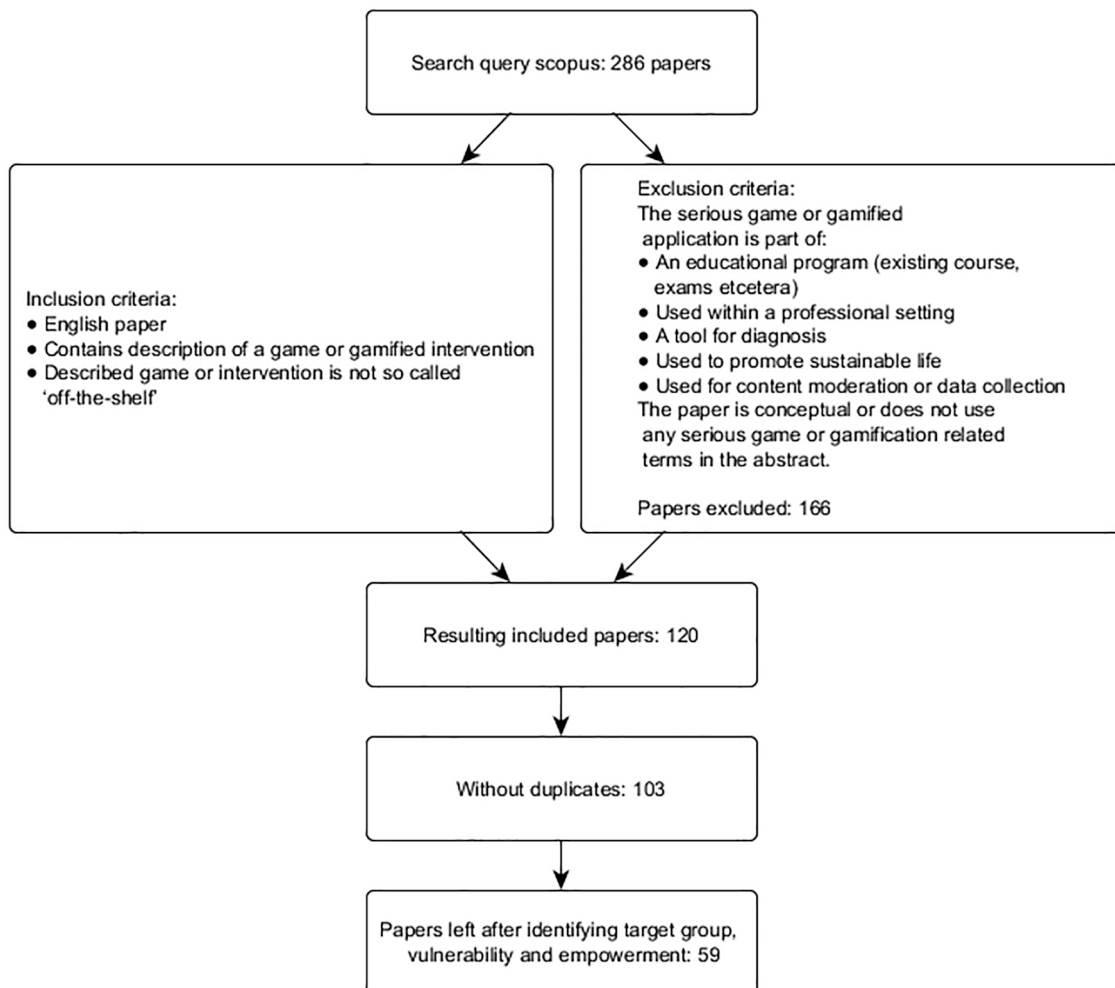 Search query scopus: 286 papers
Inclusion criteria:
● English paper
● Contains description of a game or gamified intervention
● Described game or intervention is not so called
‘off-the-shelf’
Exclusion criteria:
The serious game or gamified
application is part of:
● An educational program (existing course,
exams etcetera)
● Used within a professional setting
● A tool for diagnosis
● Used to promote sustainable life
● Used for content moderation or data collection
The paper is conceptual or does not use
any serious game or gamification related
terms in the abstract.
Papers excluded: 166
Resulting included papers: 120
Without duplicates: 103
Papers left after identifying target group,
vulnerability and empowerment: 59